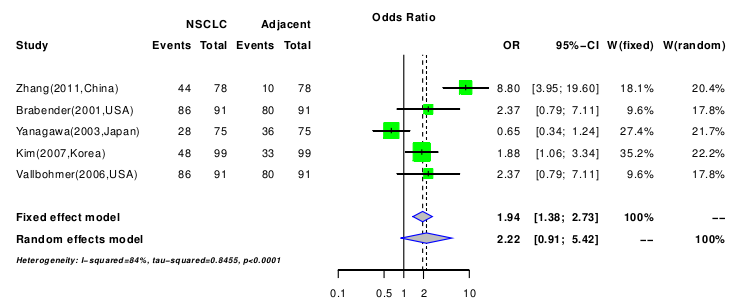 Odds Ratio
NSCLC Adjacent
Study Events Total Events Total OR 95%−CI W(fixed) W(random)
Zhang(2011,China) 44 78 10 78 8.80 [3.95; 19.60] 18.1% 20.4%
Brabender(2001,USA) 86 91 80 91 2.37 [0.79; 7.11] 9.6% 17.8%
Yanagawa(2003,Japan) 28 75 36 75 0.65 [0.34; 1.24] 27.4% 21.7%
Kim(2007,Korea) 48 99 33 99 1.88 [1.06; 3.34] 35.2% 22.2%
Vallbohmer(2006,USA) 86 91 80 91 2.37 [0.79; 7.11] 9.6% 17.8%
Fixed effect model 1.94 [1.38; 2.73] 100% −−
Random effects model 2.22 [0.91; 5.42] −− 100%
Heterogeneity: I−squared=84%, tau−squared=0.8455, p<0.0001
0.1 0.5 1 2 10